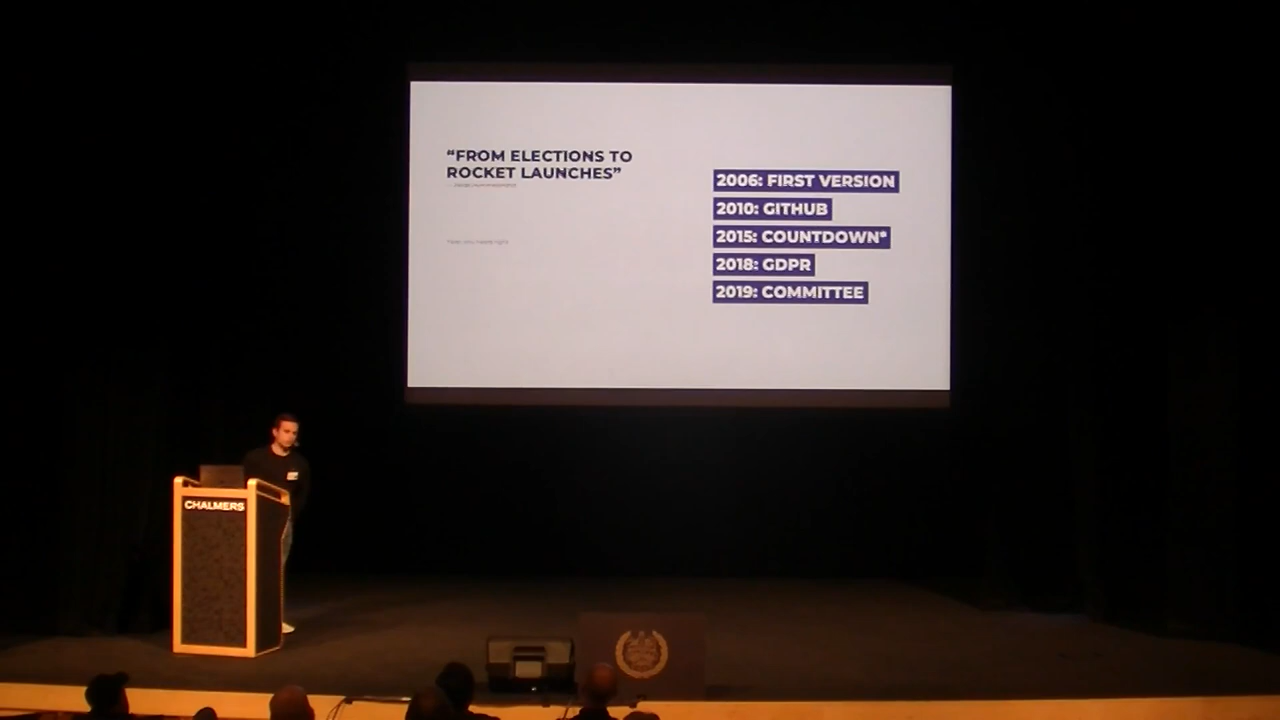 “FROM ELECTIONS TO
ROCKET LAUNCHES”
2006: FIRST VERSION
2010: GITHUB
2015: COUNTDOWN*
2018: GDPR
2019: COMMITTEE
CHALMERS